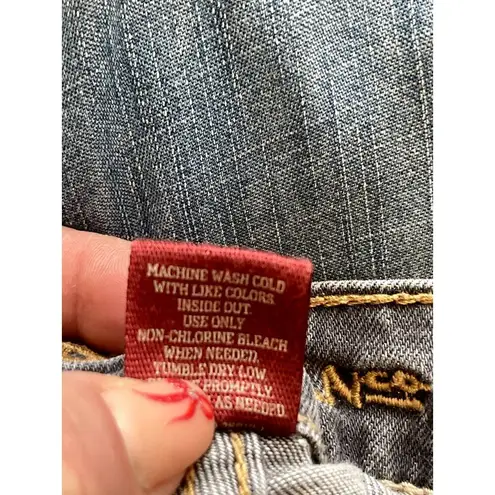 MACHINE WASH COLD
WITH LIKE COLORS
INSIDE OUT.
USE ONLY
NON-CHLORINE BLEACH
WHEN NEEDED.
TUMBLE DRY LOW.
PROMPTLY
AS NEEDED.
N co.